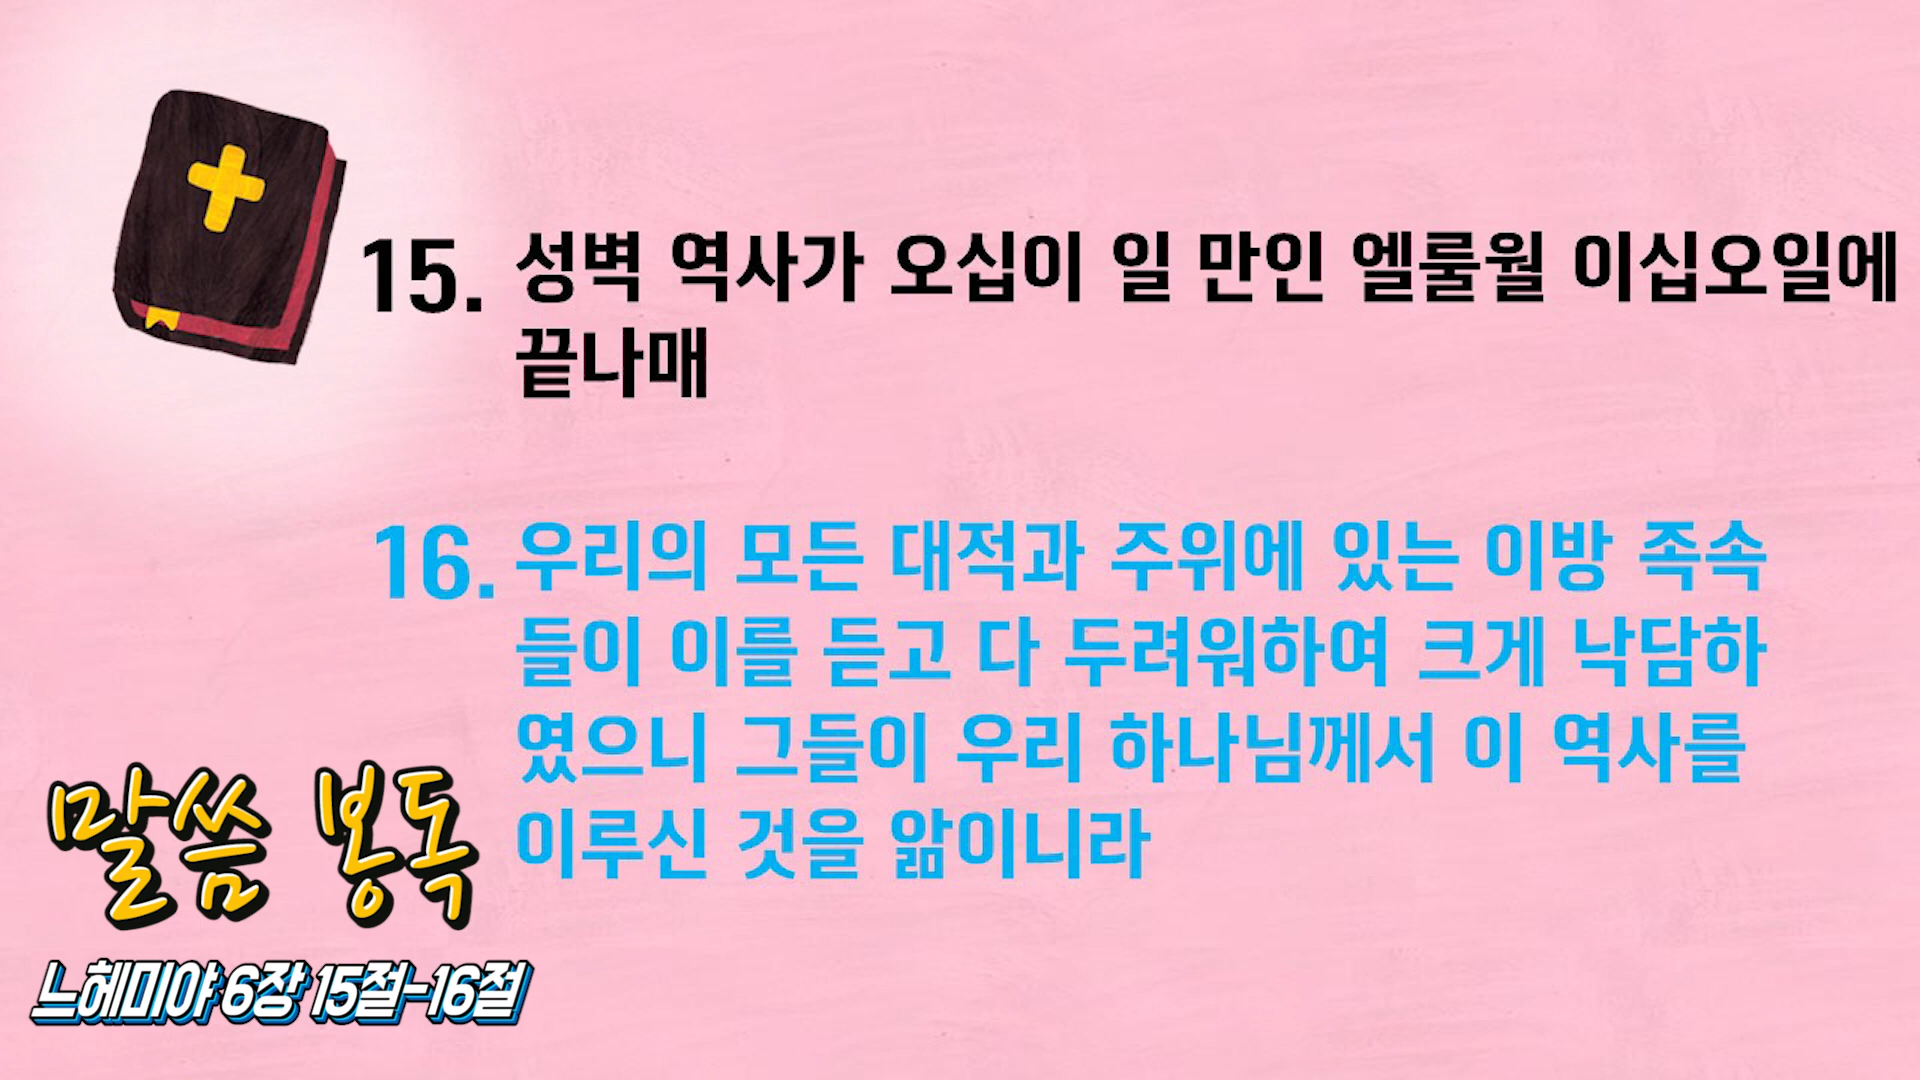 15. 성벽 역사가 오십이 일 만인 엘룰월 이십오일에
끝나매
16. 우리의 모든 대적과 주위에 있는 이방 족속
들이 이를 듣고 다 두려워하여 크게 낙담하
였으니 그들이 우리 하나님께서 이 역사를
이루신 것을 앎이니라
말씀 봉독
느헤미야 6장 15절-16절